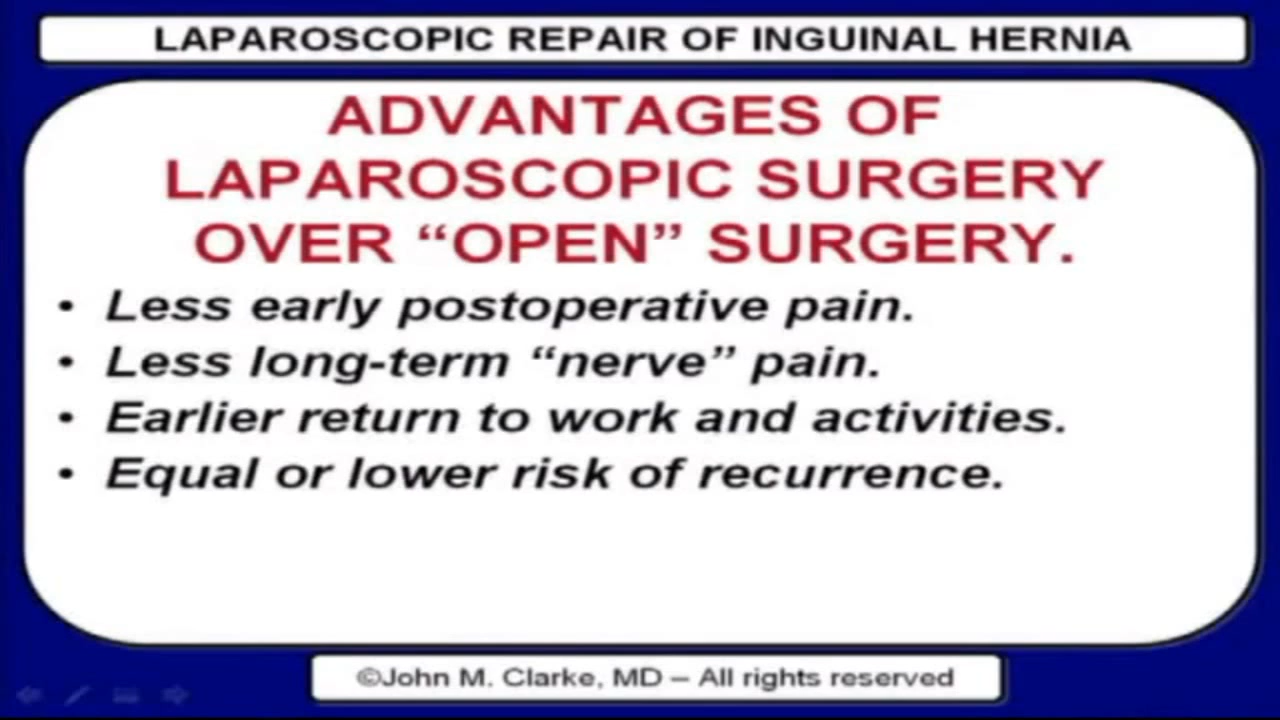 LAPAROSCOPIC REPAIR OF INGUINAL HERNIA
ADVANTAGES OF
LAPAROSCOPIC SURGERY
OVER “OPEN” SURGERY.
• Less early postoperative pain.
• Less long-term “nerve” pain.
• Earlier return to work and activities.
• Equal or lower risk of recurrence.
©John M. Clarke, MD – All rights reserved